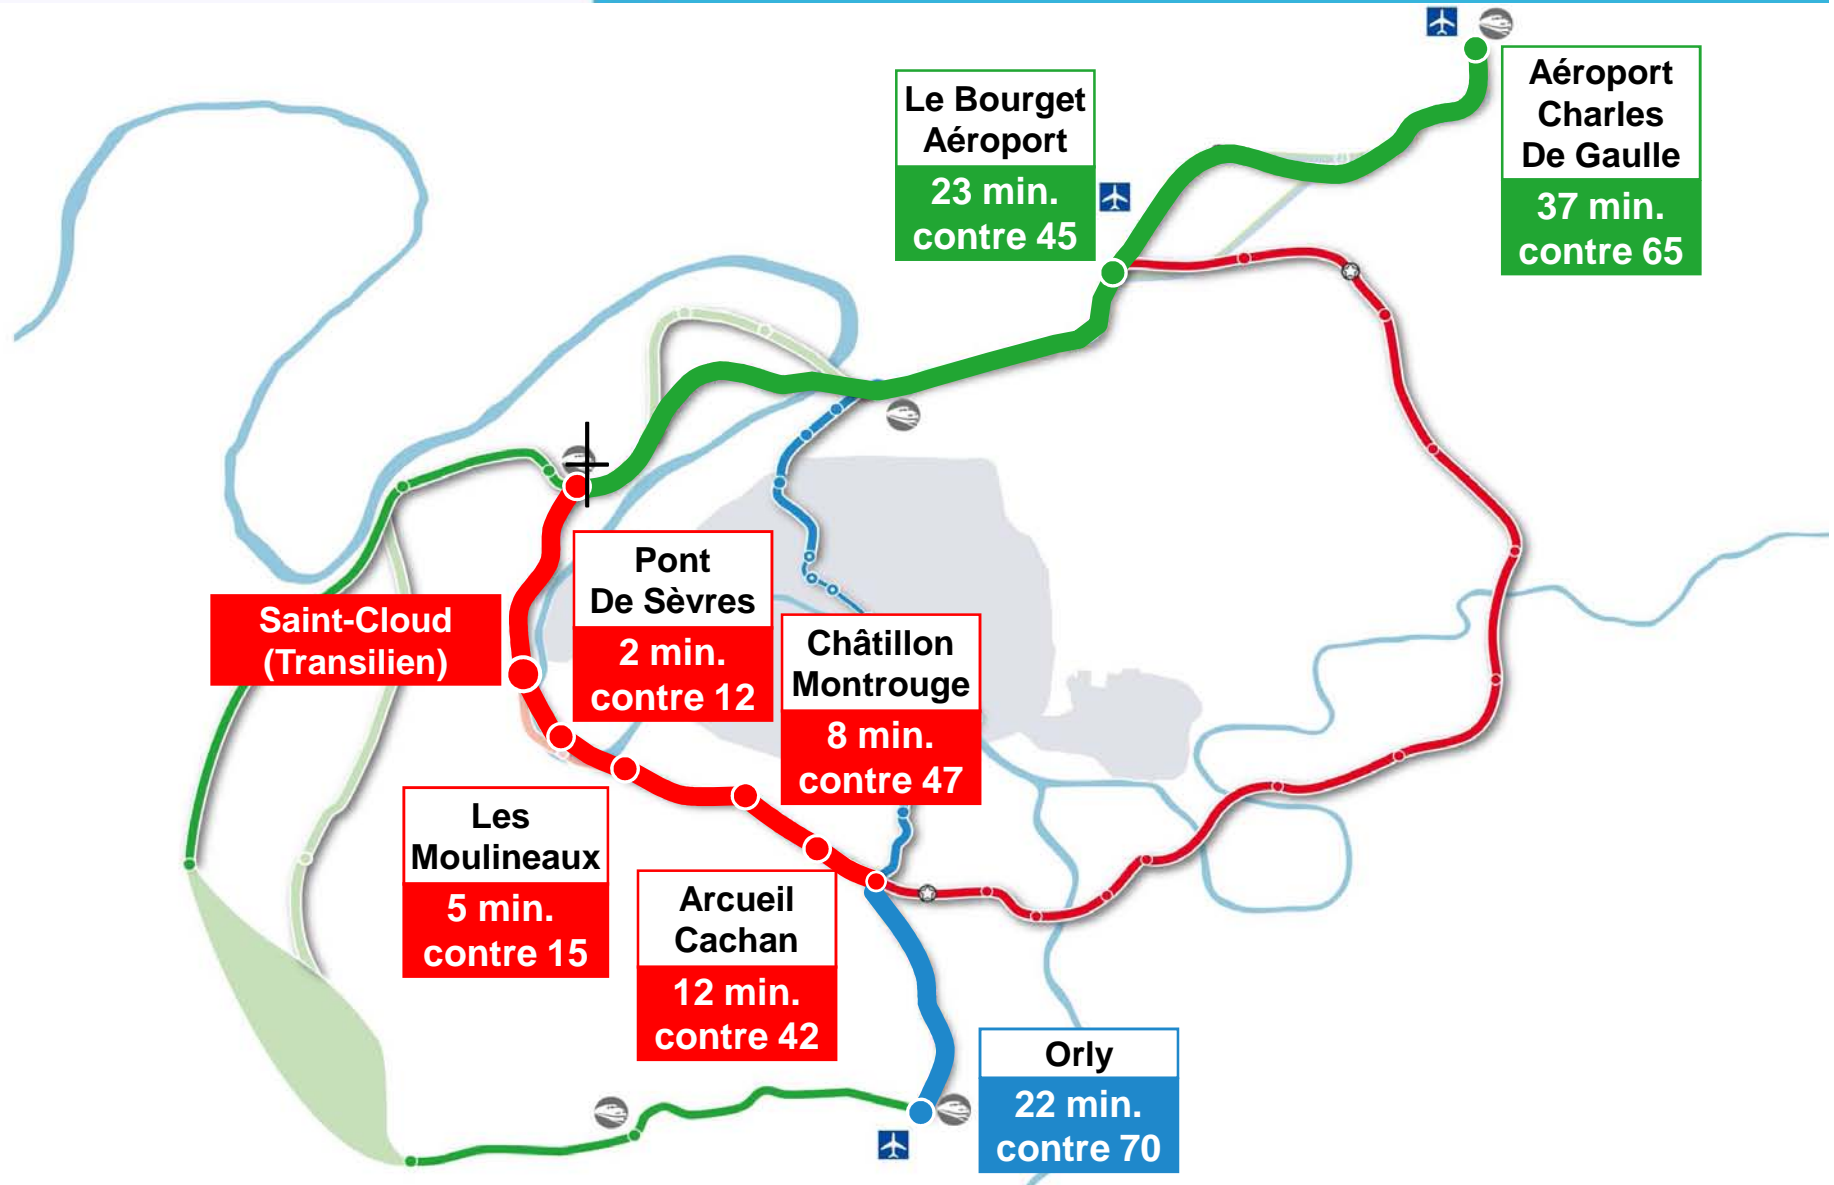 Le Bourget
Aéroport
23 min.
contre 45
Aéroport
Charles
De Gaulle
37 min.
contre 65
Saint-Cloud
(Transilien)
Pont
De Sèvres
2 min.
contre 12
Châtillon
Montrouge
8 min.
contre 47
Les
Moulineaux
5 min.
contre 15
Arcueil
Cachan
12 min.
contre 42
Orly
22 min.
contre 70